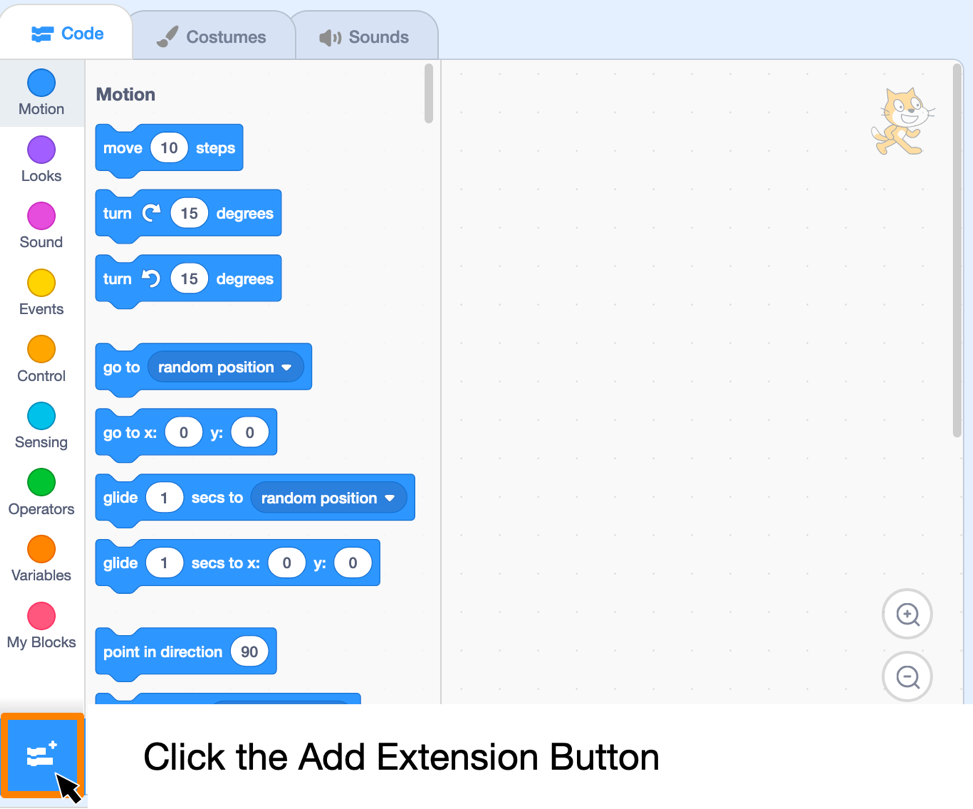 Code
Costumes
Sounds
Motion
Looks
Sound
Events
Control
Sensing
Operators
Variables
My Blocks
Motion
move 10 steps
turn 15 degrees
turn 15 degrees
go to random position
go to x: 0 y: 0
glide 1 secs to random position
glide 1 secs to x: 0 y: 0
point in direction 90
Click the Add Extension Button